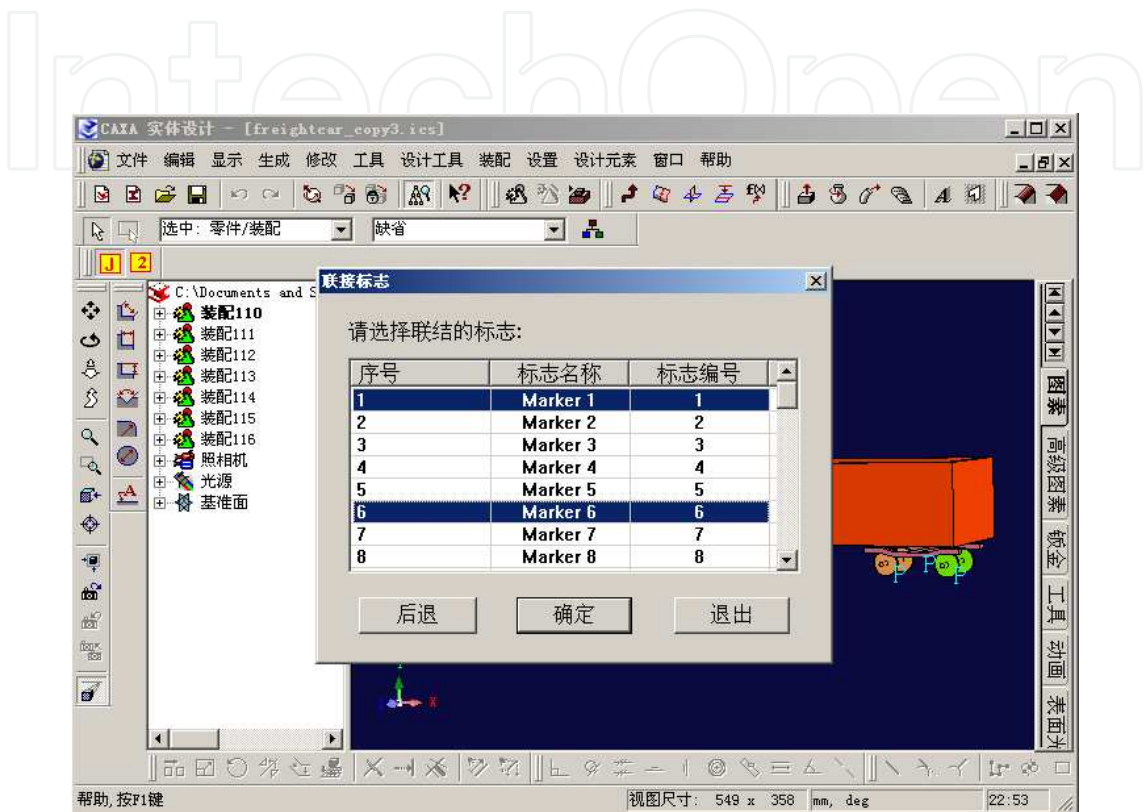 IntechOpen
CAXA 实体设计 - [freightcar_copy3.ics]
文件 编辑 显示 生成 修改 工具 设计工具 装配 设置 设计元素 窗口 帮助
选中: 零件/装配 缺省
J 2
C:\Documents and S
装配110
装配111
装配112
装配113
装配114
装配115
装配116
照相机
光源
基准面
联接标志
请选择联结的标志:
序号 标志名称 标志编号
1 Marker 1 1
2 Marker 2 2
3 Marker 3 3
4 Marker 4 4
5 Marker 5 5
6 Marker 6 6
7 Marker 7 7
8 Marker 8 8
后退 确定 退出
P P P
X
图素
高级图素
钣金
工具
动画
表面光
帮助,按F1键
视图尺寸: 549 x 358 mm, deg 22:53